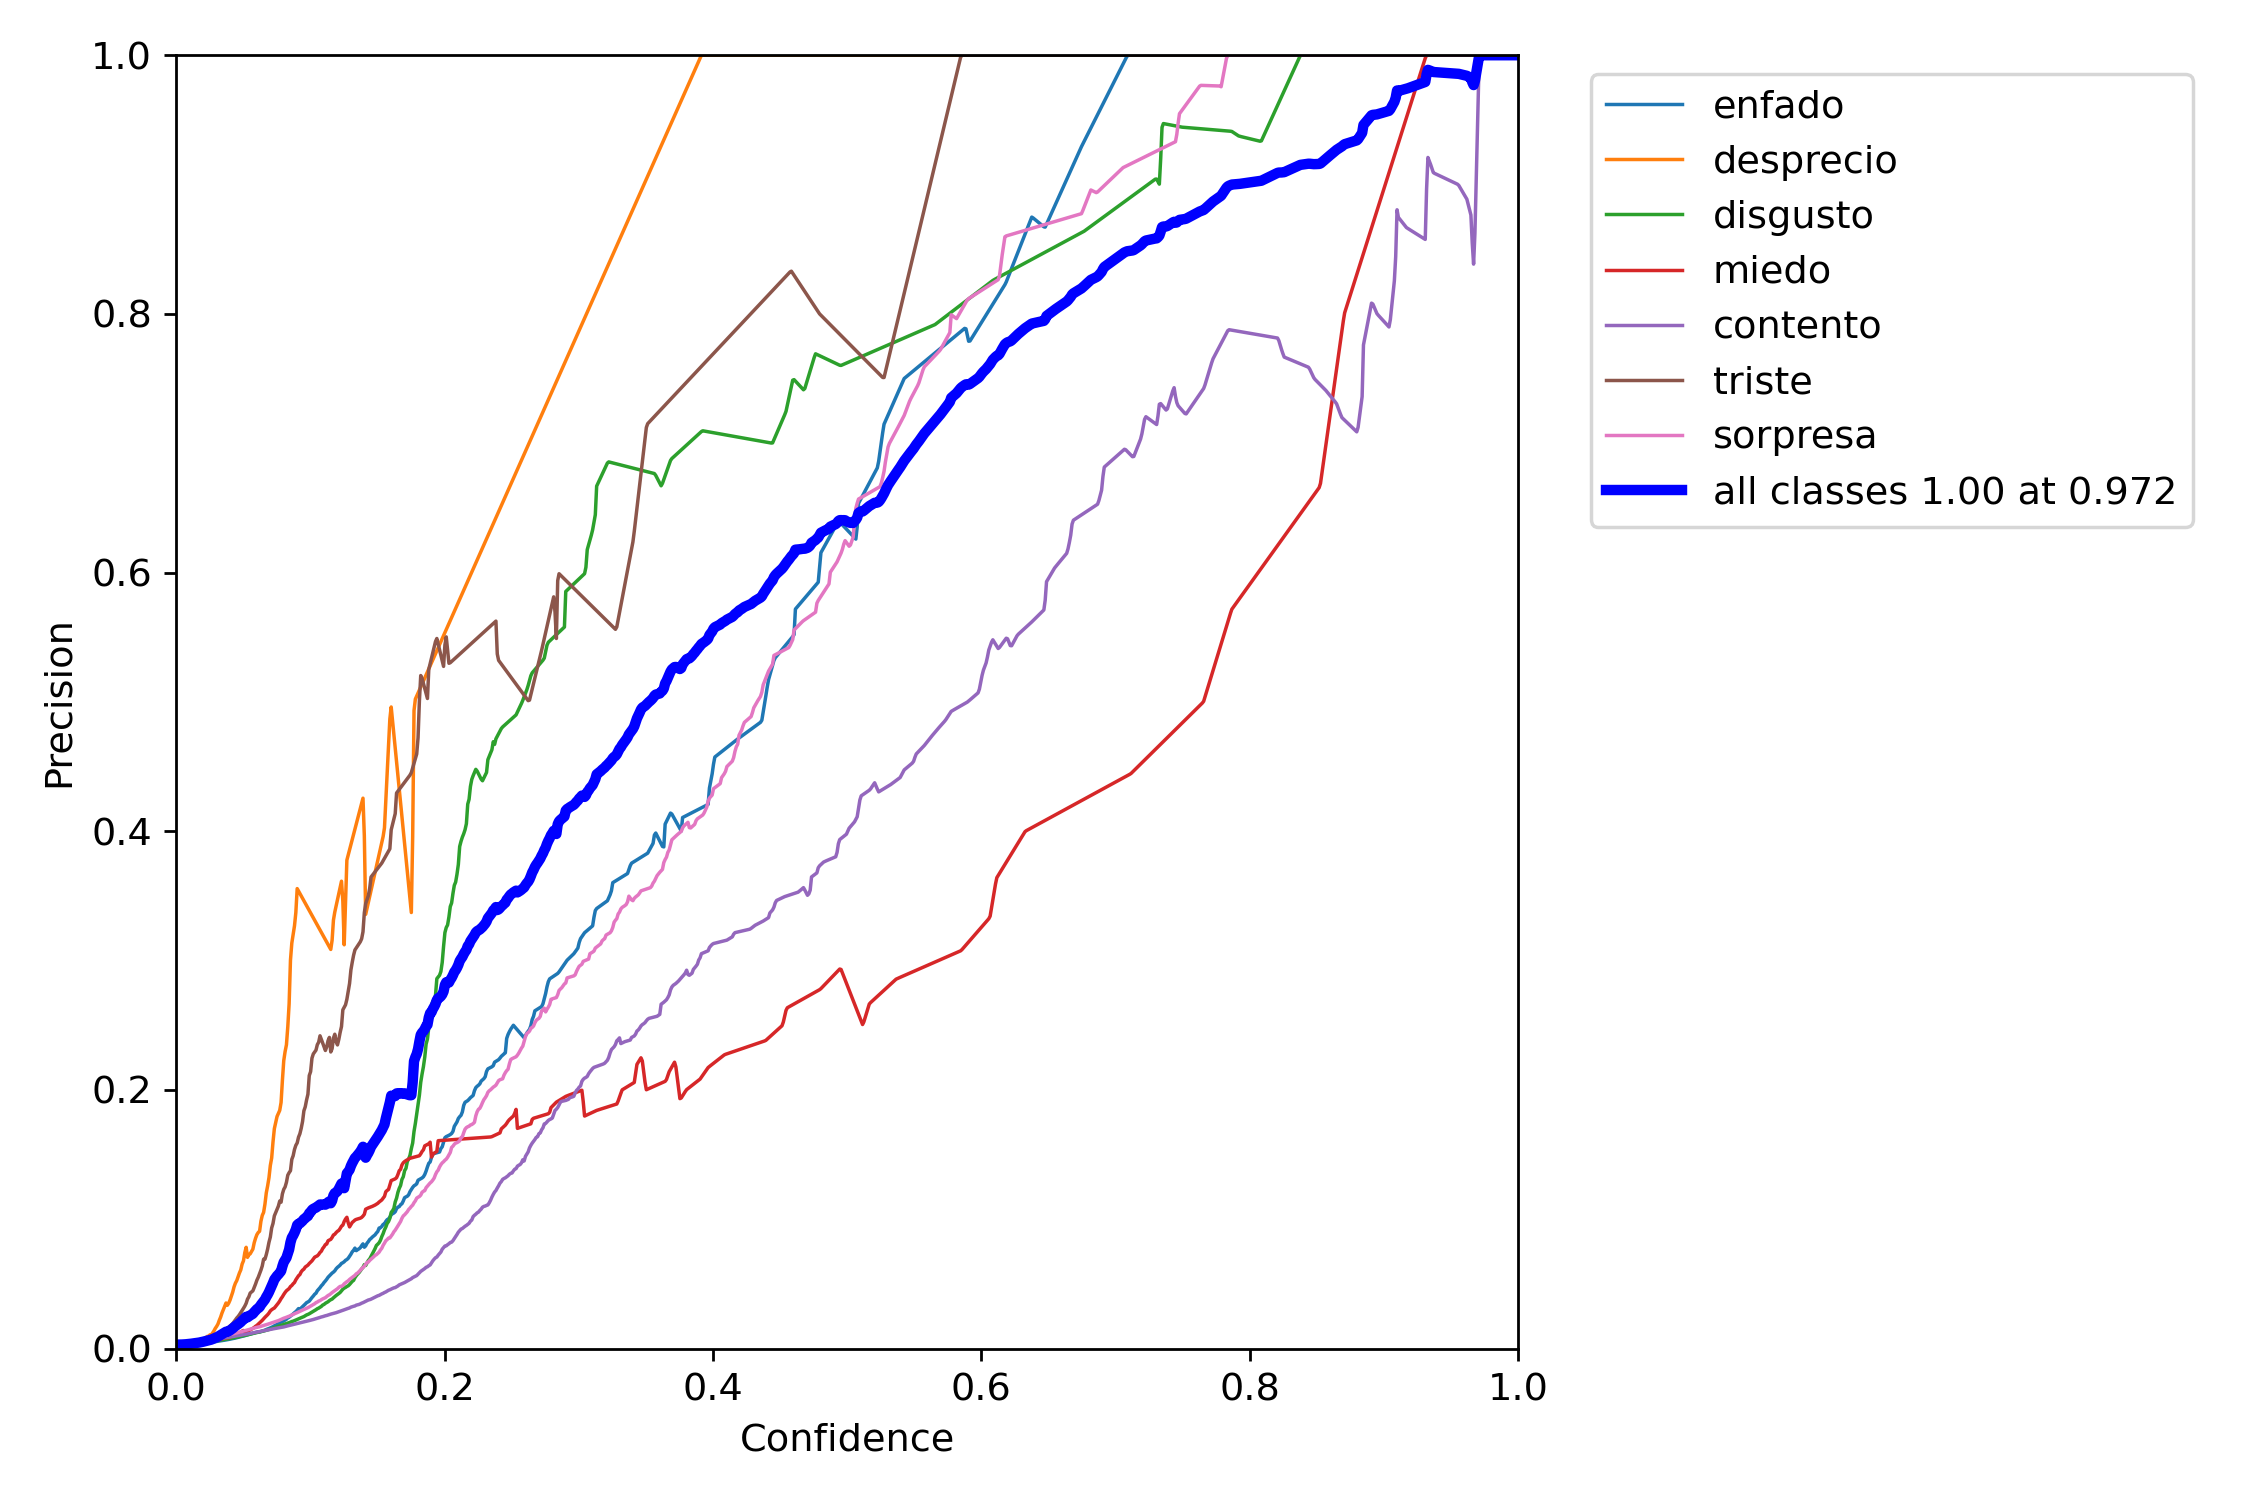 1.0
0.8
0.6
0.4
0.2
0.0
Precision
0.0 0.2 0.4 0.6 0.8 1.0
Confidence
enfado
desprecio
disgusto
miedo
contento
triste
sorpresa
all classes 1.00 at 0.972